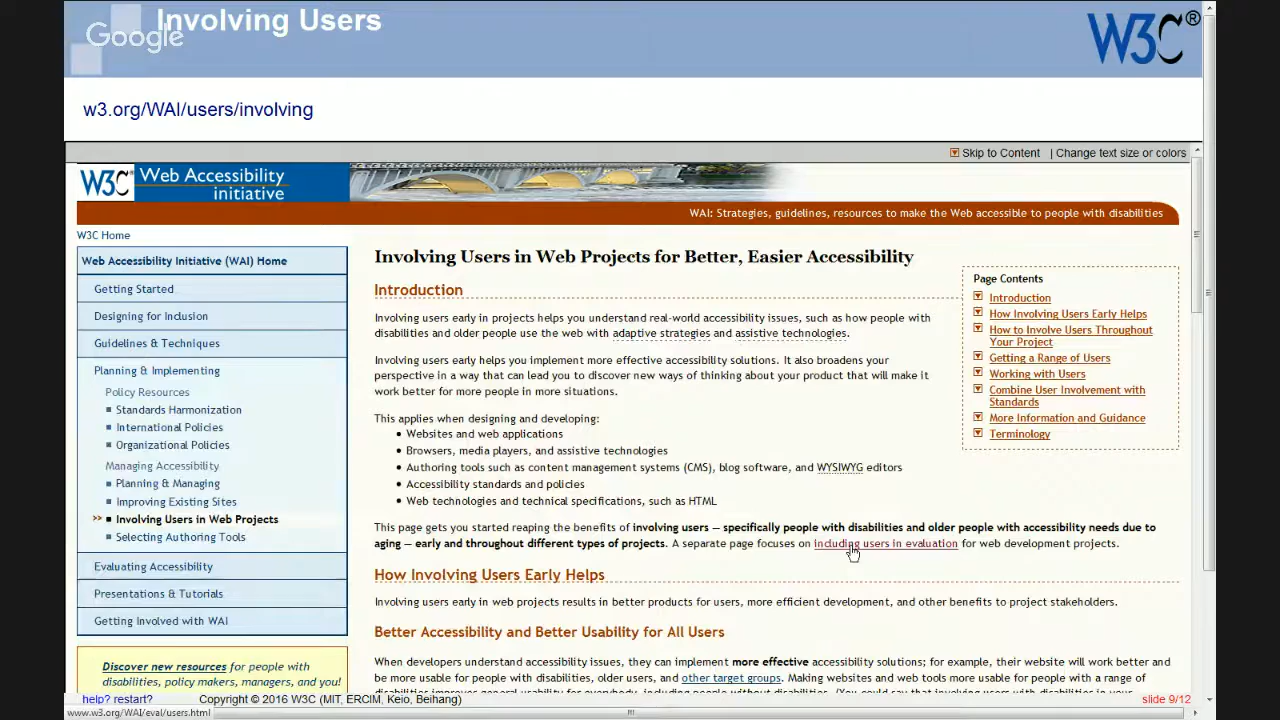 Involving Users
Google
W3C®
w3.org/WAI/users/involving
Skip to Content | Change text size or colors
W3C Web Accessibility
initiative
WAI: Strategies, guidelines, resources to make the Web accessible to people with disabilities
W3C Home
Web Accessibility Initiative (WAI) Home
Getting Started
Designing for Inclusion
Guidelines & Techniques
Planning & Implementing
Policy Resources
Standards Harmonization
International Policies
Organizational Policies
Managing Accessibility
Planning & Managing
Improving Existing Sites
>> Involving Users in Web Projects
Selecting Authoring Tools
Evaluating Accessibility
Presentations & Tutorials
Getting Involved with WAI
Discover new resources for people with
disabilities, policy makers, managers, and you!
Involving Users in Web Projects for Better, Easier Accessibility
Introduction
Involving users early in projects helps you understand real-world accessibility issues, such as how people with
disabilities and older people use the web with adaptive strategies and assistive technologies.
Involving users early helps you implement more effective accessibility solutions. It also broadens your
perspective in a way that can lead you to discover new ways of thinking about your product that will make it
work better for more people in more situations.
This applies when designing and developing:
• Websites and web applications
• Browsers, media players, and assistive technologies
• Authoring tools such as content management systems (CMS), blog software, and WYSIWYG editors
• Accessibility standards and policies
• Web technologies and technical specifications, such as HTML
This page gets you started reaping the benefits of involving users — specifically people with disabilities and older people with accessibility needs due to
aging — early and throughout different types of projects. A separate page focuses on including users in evaluation for web development projects.
How Involving Users Early Helps
Involving users early in web projects results in better products for users, more efficient development, and other benefits to project stakeholders.
Better Accessibility and Better Usability for All Users
When developers understand accessibility issues, they can implement more effective accessibility solutions; for example, their website will work better and
be more usable for people with disabilities, older users, and other target groups. Making websites and web tools more usable for people with a range of
disabilities improves general usability for everybody, including people without disabilities. (You could say that involving users with disabilities in your
Page Contents
Introduction
How Involving Users Early Helps
How to Involve Users Throughout
Your Project
Getting a Range of Users
Working with Users
Combine User Involvement with
Standards
More Information and Guidance
Terminology
help? restart? Copyright © 2016 W3C (MIT, ERCIM, Keio, Beihang) slide 9/12
www.w3.org/WAI/eval/users.html